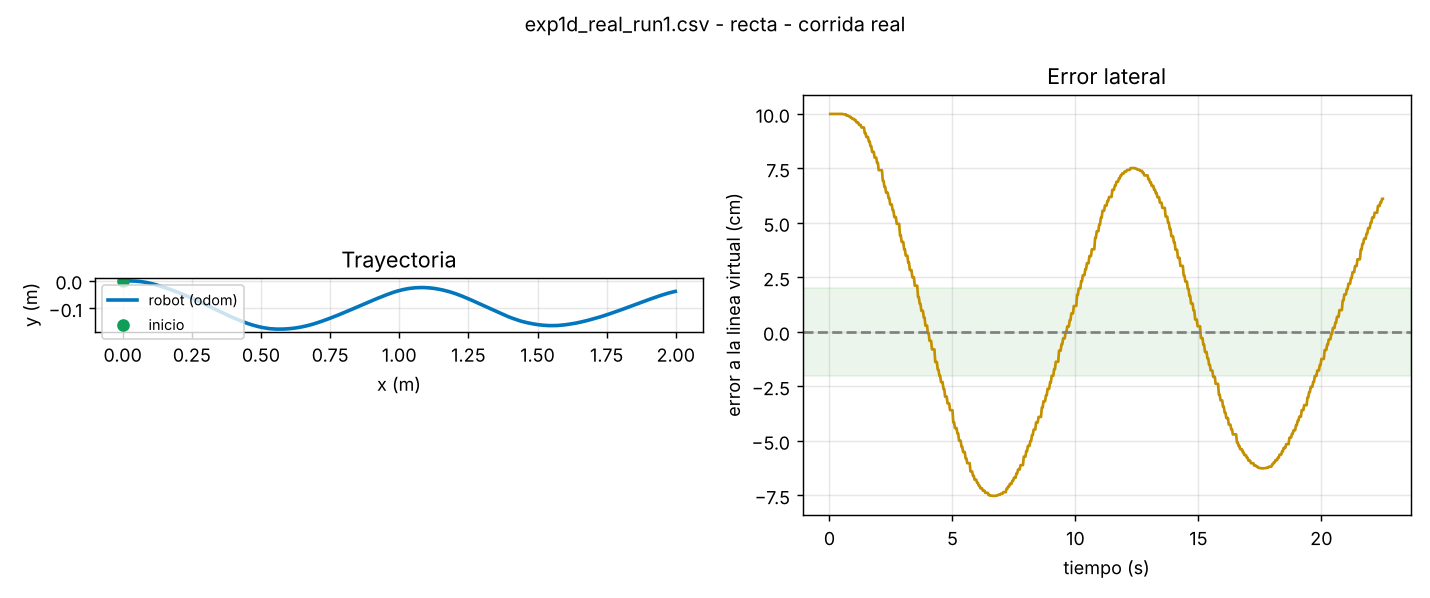 exp1d_real_run1.csv - recta - corrida real
Trayectoria
y (m)
0.0
−0.1
robot (odom)
inicio
0.00 0.25 0.50 0.75 1.00 1.25 1.50 1.75 2.00
x (m)
Error lateral
error a la linea virtual (cm)
10.0
7.5
5.0
2.5
0.0
−2.5
−5.0
−7.5
0 5 10 15 20
tiempo (s)